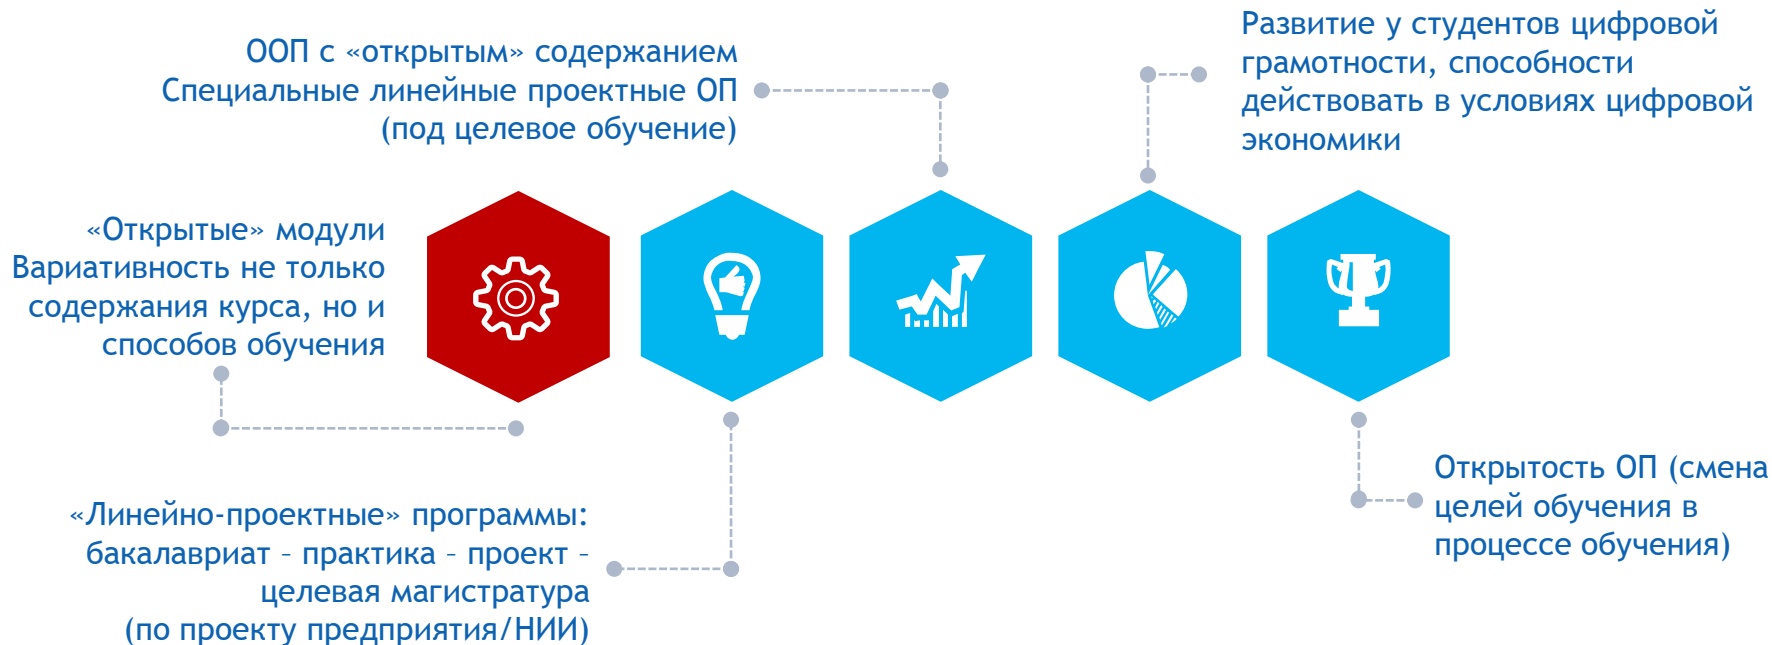 ООП с «открытым» содержанием
Специальные линейные проектные ОП
(под целевое обучение)
Развитие у студентов цифровой
грамотности, способности
действовать в условиях цифровой
экономики
«Открытые» модули
Вариативность не только
содержания курса, но и
способов обучения
«Линейно-проектные» программы:
бакалавриат – практика – проект –
целевая магистратура
(по проекту предприятия/НИИ)
Открытость ОП (смена
целей обучения в
процессе обучения)